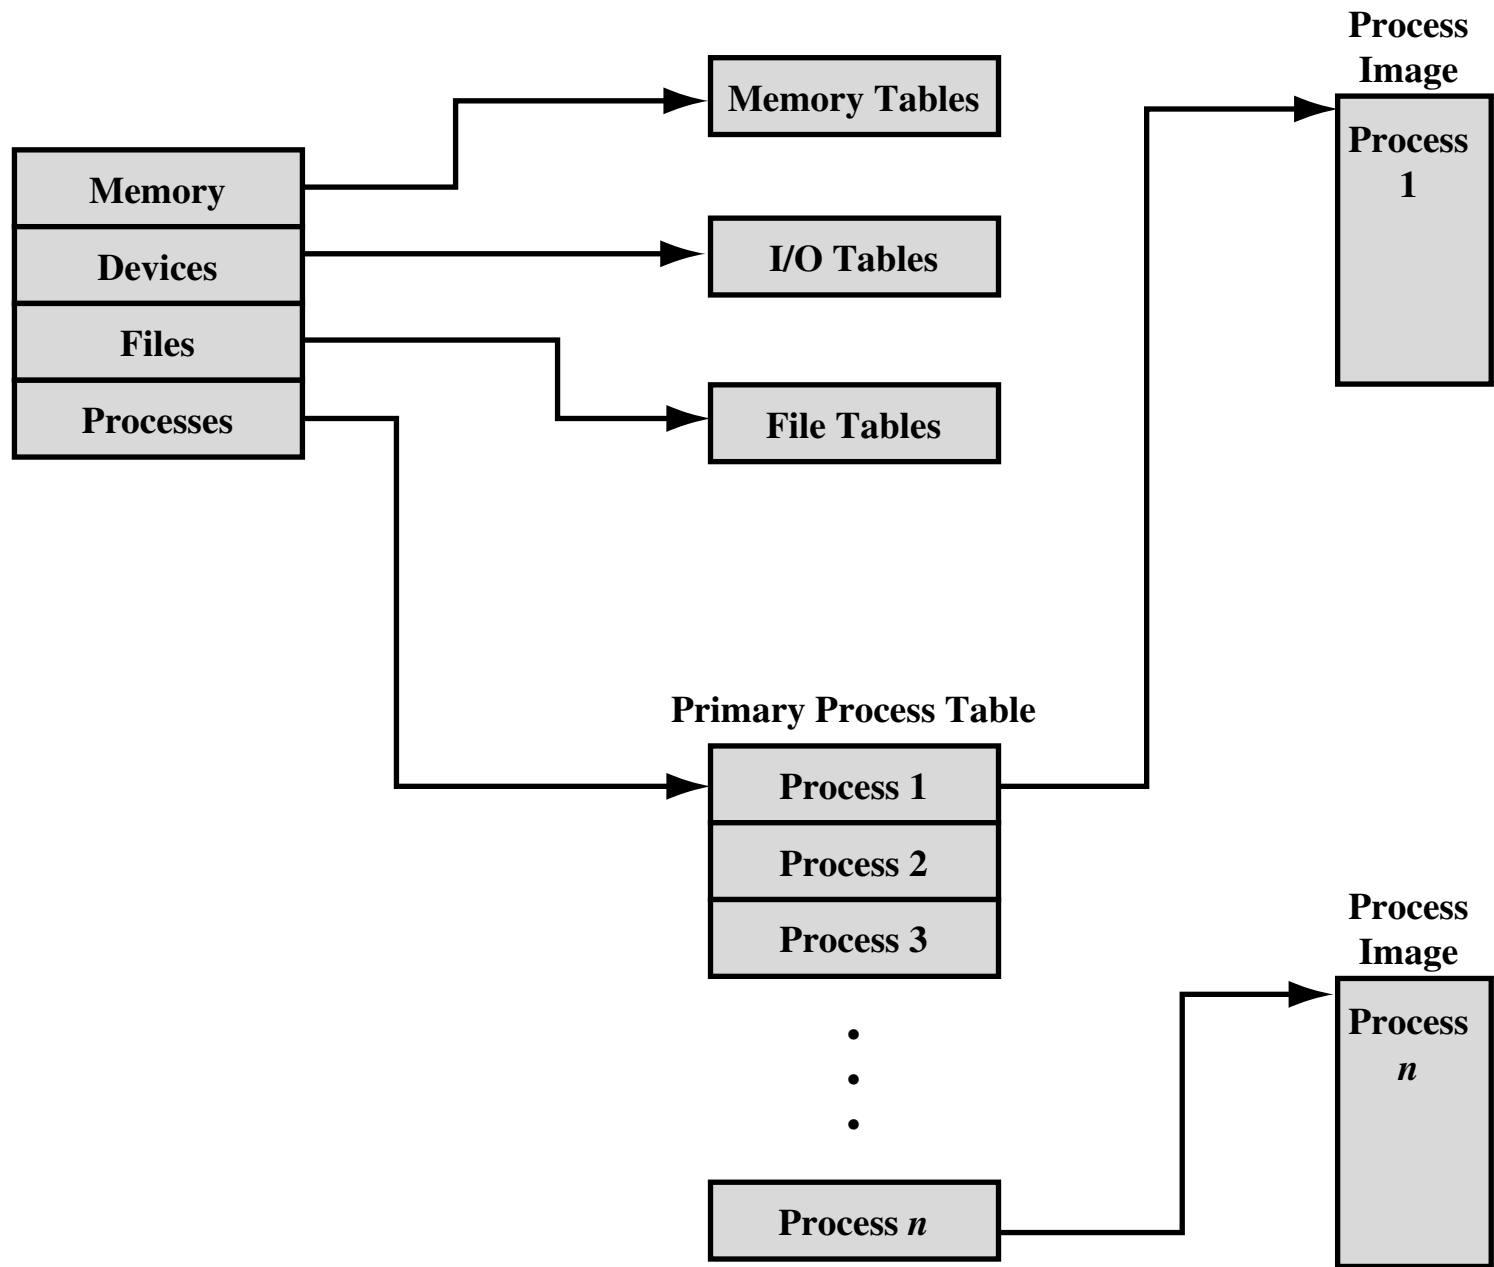 Memory
Devices
Files
Processes
Memory Tables
I/O Tables
File Tables
Primary Process Table
Process 1
Process 2
Process 3
Process n
Process
Image
Process
1
Process
Image
Process
n